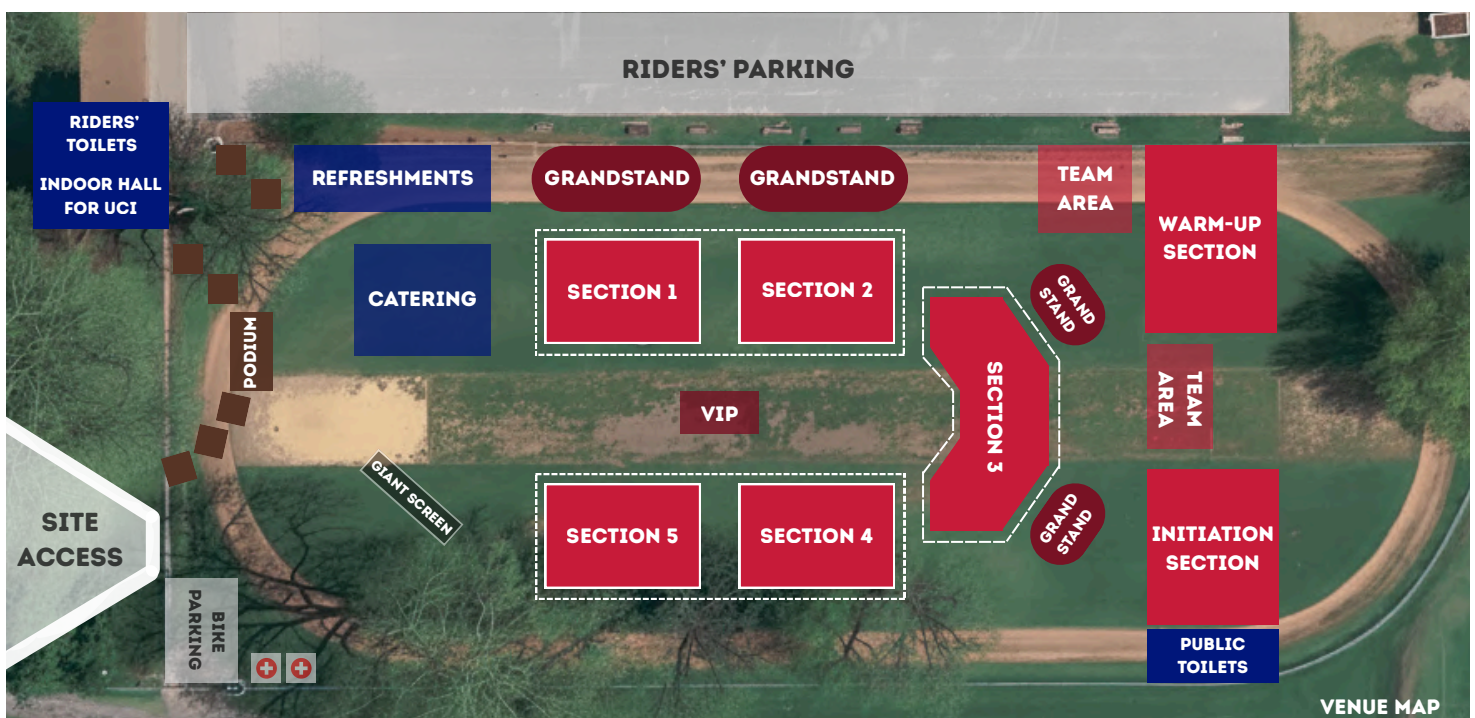 RIDERS' PARKING
RIDERS'
TOILETS
INDOOR HALL
FOR UCI
REFRESHMENTS
GRANDSTAND
GRANDSTAND
TEAM
AREA
WARM-UP
SECTION
CATERING
SECTION 1
SECTION 2
GRAND
STAND
PODIUM
SECTION 3
VIP
TEAM
AREA
GIANT SCREEN
SITE
ACCESS
SECTION 5
SECTION 4
GRAND
STAND
INITIATION
SECTION
BIKE
PARKING
PUBLIC
TOILETS
VENUE MAP